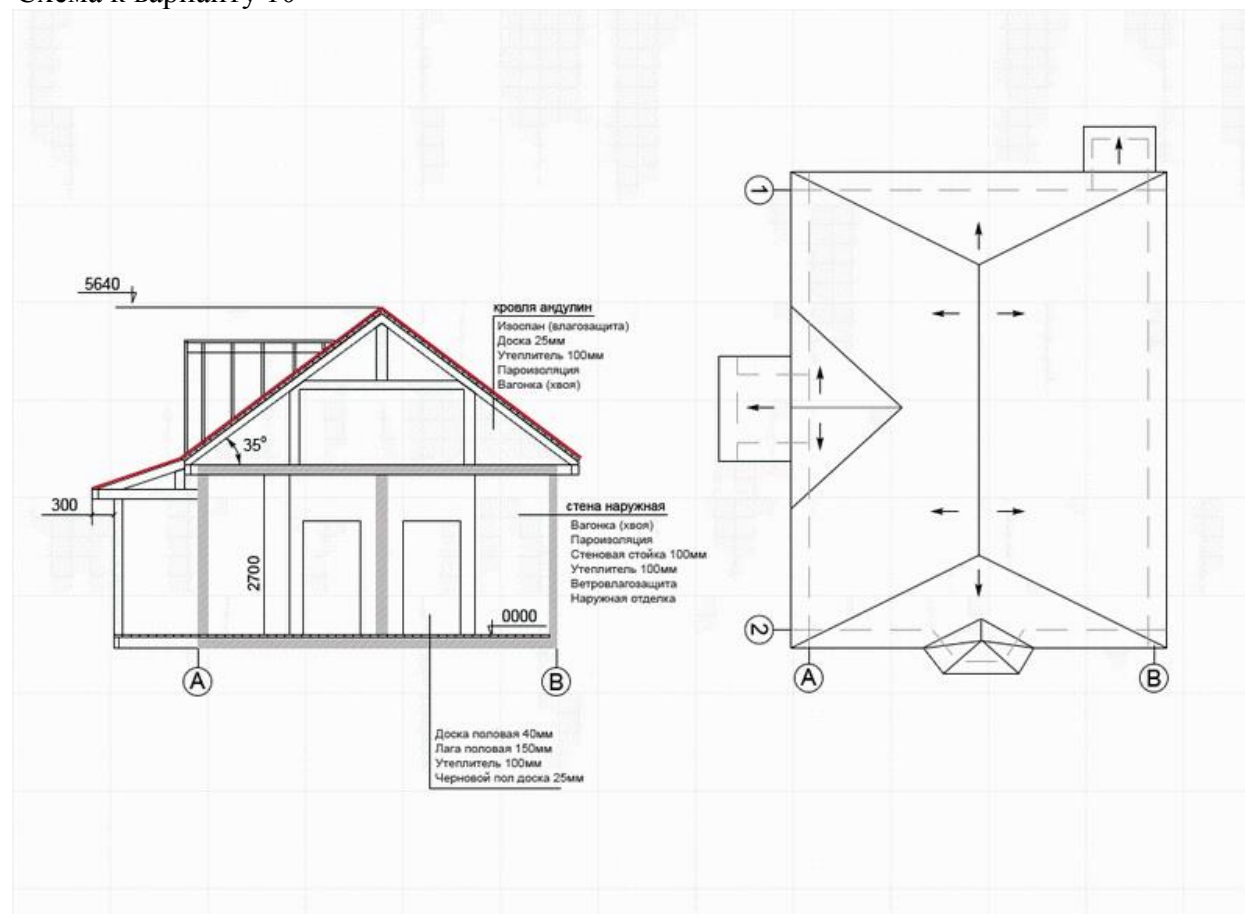 Схема к варианту 10
5640
кровля андулин
Изоспан (влагозащита)
Доска 25мм
Утеплитель 100мм
Пароизоляция
Вагонка (хвоя)
35°
300
2700
0000
стена наружная
Вагонка (хвоя)
Пароизоляция
Стеновая стойка 100мм
Утеплитель 100мм
Ветровлагозащита
Наружная отделка
А
В
Доска половая 40мм
Лага половая 150мм
Утеплитель 100мм
Черновой пол доска 25мм
1
2
А
В